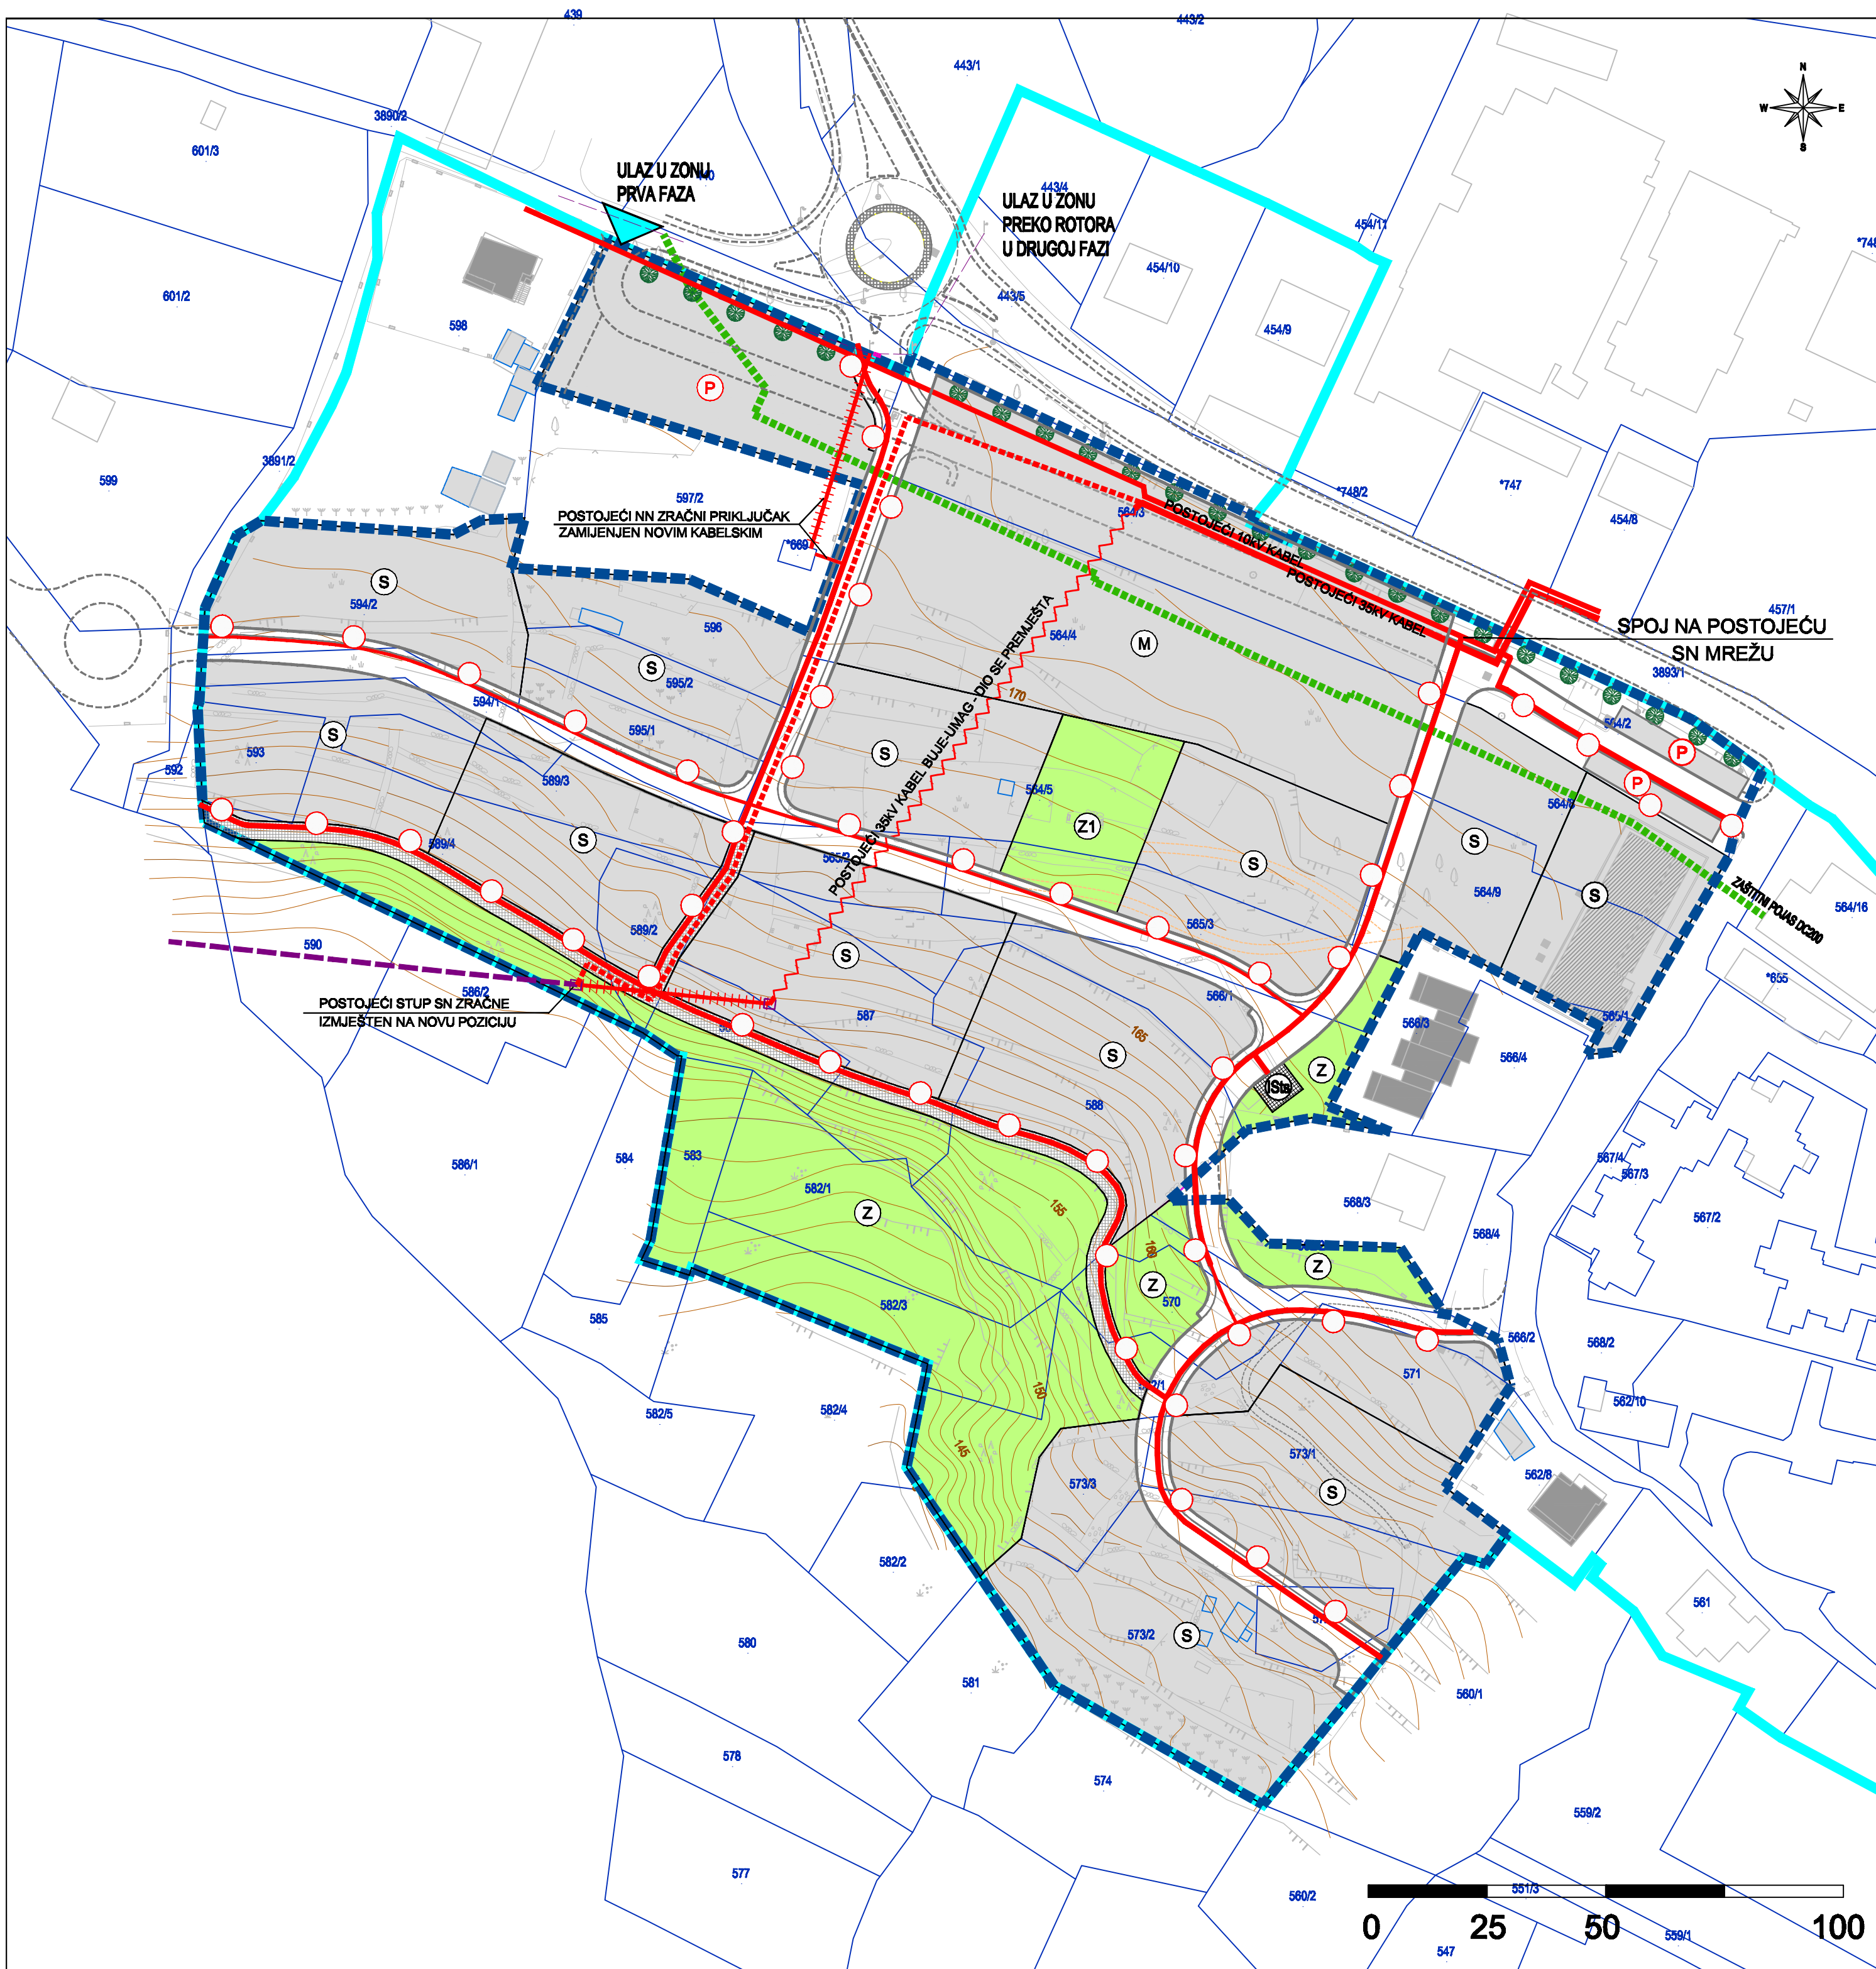 439
443/2
443/1
N
W E
S
3890/2
601/3
ULAZ U ZONU
PRVA FAZA
443/4
ULAZ U ZONU
PREKO ROTORA
U DRUGOJ FAZI
454/11
454/10
443/5
454/9
601/2
598
P
3891/2
599
597/2
POSTOJEĆI NN ZRAČNI PRIKLJUČAK
ZAMIJENJEN NOVIM KABELSKIM
*669
*748/2
*747
454/8
564/3
POSTOJEĆI 10kV KABEL
POSTOJEĆI 35kV KABEL
457/1
SPOJ NA POSTOJEĆU
SN MREŽU
3893/1
S
594/2
596
S
595/2
594/1
595/1
564/4
M
170
POSTOJEĆI 35kV KABEL BUJE-UMAG - DIO SE PREMJEŠTA
564/2
P
P
S
593
592
589/3
S
564/5
Z1
564/8
S
589/4
S
565/2
S
S
564/9
ZAŠTITNI POJAS DC200
564/16
589/2
565/3
590
586/2
POSTOJEĆI STUP SN ZRAČNE
IZMJEŠTEN NA NOVU POZICIJU
S
587
566/1
*655
566/3
565/1
566/4
165
S
Z
588
586/1
584
583
582/1
Z
155
160
Z
570
568/3
567/4
567/3
567/2
568/4
Z
582/3
585
566/2
568/2
571
150
582/5
582/4
145
562/10
573/1
573/3
S
562/8
582/2
573/2
S
580
581
561
560/1
578
574
559/2
577
560/2
551/3
559/1
547
0 25 50 100